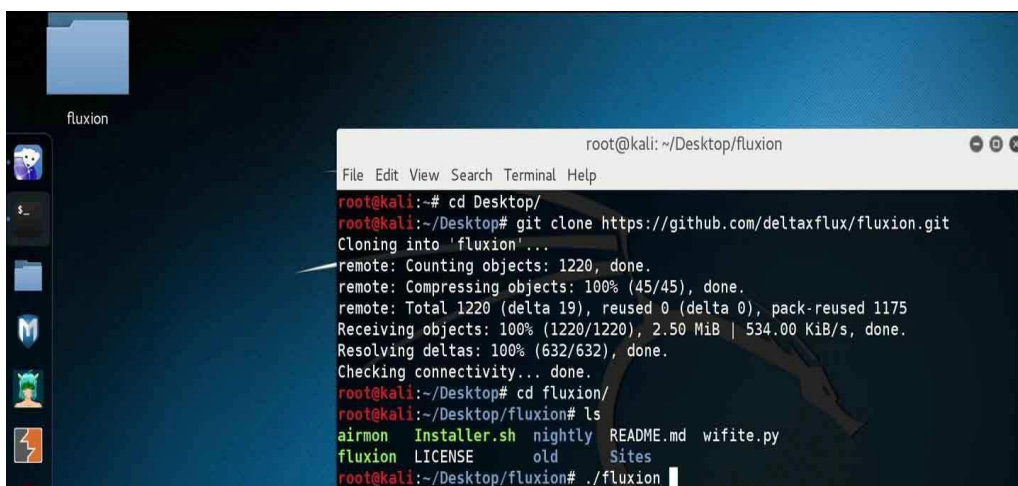 fluxion
root@kali: ~/Desktop/fluxion
File Edit View Search Terminal Help
root@kali:~# cd Desktop/
root@kali:~/Desktop# git clone https://github.com/deltaxflux/fluxion.git
Cloning into 'fluxion'...
remote: Counting objects: 1220, done.
remote: Compressing objects: 100% (45/45), done.
remote: Total 1220 (delta 19), reused 0 (delta 0), pack-reused 1175
Receiving objects: 100% (1220/1220), 2.50 MiB | 534.00 KiB/s, done.
Resolving deltas: 100% (632/632), done.
Checking connectivity... done.
root@kali:~/Desktop# cd fluxion/
root@kali:~/Desktop/fluxion# ls
airmon Installer.sh nightly README.md wifite.py
fluxion LICENSE old Sites
root@kali:~/Desktop/fluxion# ./fluxion